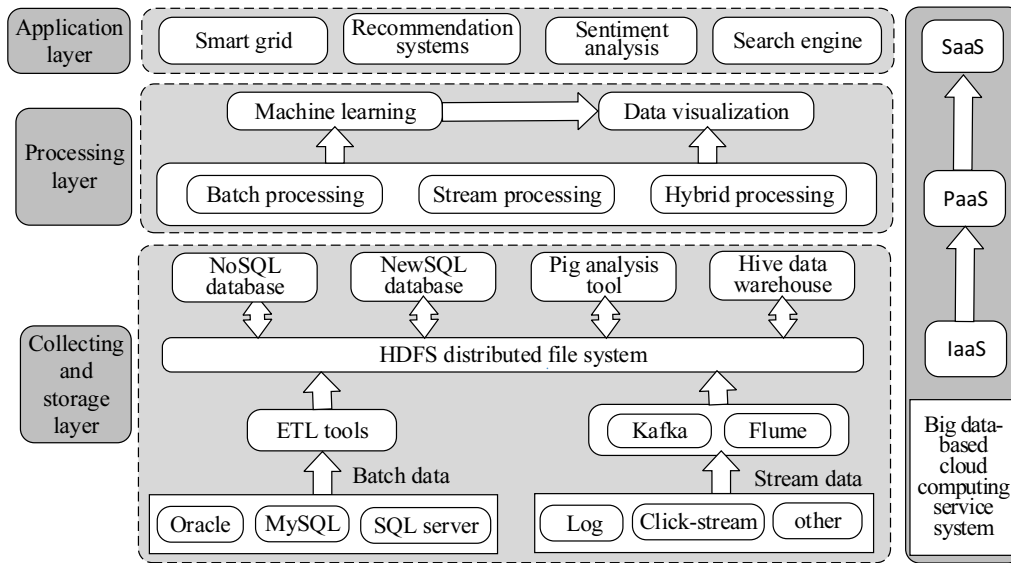 Application
layer
Smart grid
Recommendation
systems
Sentiment
analysis
Search engine
SaaS
Processing
layer
Machine learning
Data visualization
Batch processing
Stream processing
Hybrid processing
PaaS
Collecting
and
storage
layer
NoSQL
database
NewSQL
database
Pig analysis
tool
Hive data
warehouse
HDFS distributed file system
IaaS
ETL tools
Kafka
Flume
Batch data
Stream data
Oracle
MySQL
SQL server
Log
Click-stream
other
Big data-
based
cloud
computing
service
system